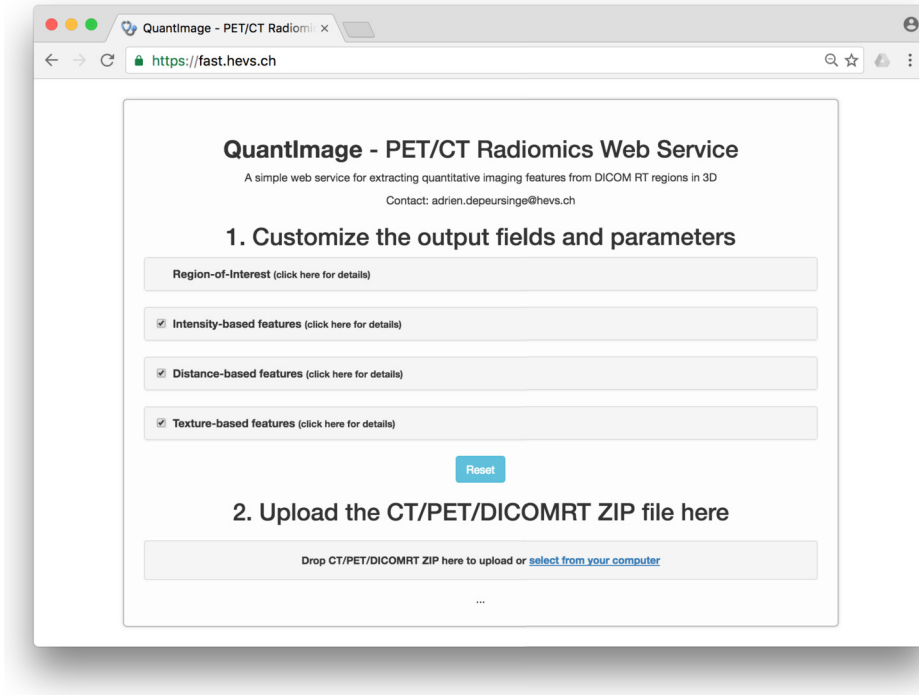 QuantImage - PET/CT Radiomi
https://fast.hevs.ch
QuantImage - PET/CT Radiomics Web Service
A simple web service for extracting quantitative imaging features from DICOM RT regions in 3D
Contact: adrien.depeursinge@hevs.ch
1. Customize the output fields and parameters
Region-of-Interest (click here for details)
Intensity-based features (click here for details)
Distance-based features (click here for details)
Texture-based features (click here for details)
Reset
2. Upload the CT/PET/DICOMRT ZIP file here
Drop CT/PET/DICOMRT ZIP here to upload or select from your computer
...